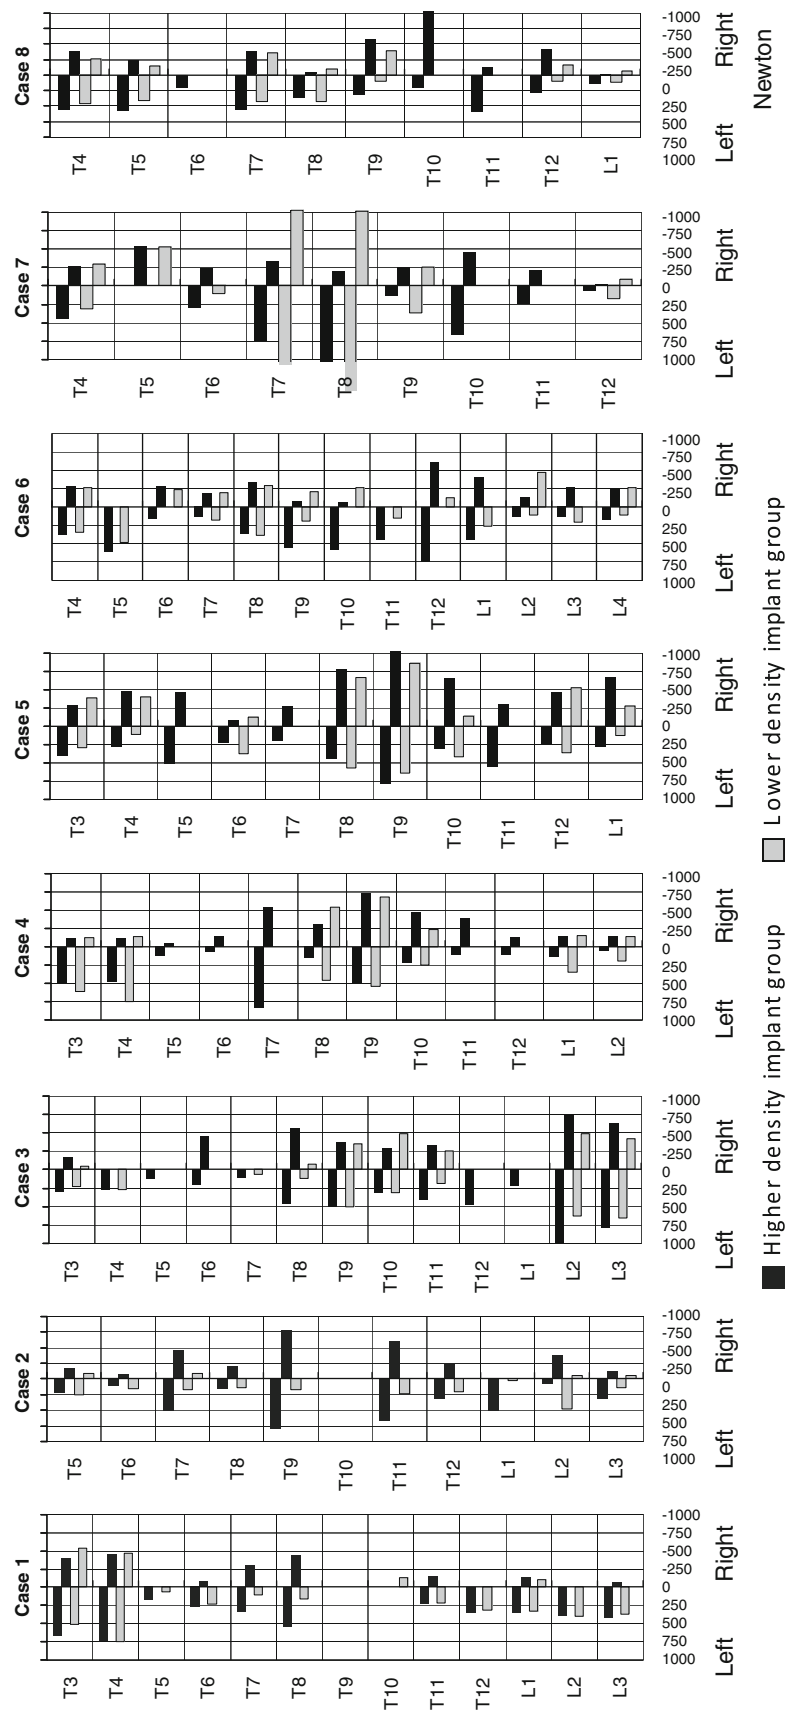 Case 1
T3
T4
T5
T6
T7
T8
T9
T10
T11
T12
L1
L2
L3
-1000
-750
-500
-250
0
250
500
750
1000
Left Right
Case 2
T5
T6
T7
T8
T9
T10
T11
T12
L1
L2
L3
-1000
-750
-500
-250
0
250
500
750
1000
Left Right
Case 3
T3
T4
T5
T6
T7
T8
T9
T10
T11
T12
L1
L2
L3
-1000
-750
-500
-250
0
250
500
750
1000
Left Right
Case 4
T3
T4
T5
T6
T7
T8
T9
T10
T11
T12
L1
L2
-1000
-750
-500
-250
0
250
500
750
1000
Left Right
Case 5
T3
T4
T5
T6
T7
T8
T9
T10
T11
T12
L1
-1000
-750
-500
-250
0
250
500
750
1000
Left Right
Case 6
T4
T5
T6
T7
T8
T9
T10
T11
T12
L1
L2
L3
L4
-1000
-750
-500
-250
0
250
500
750
1000
Left Right
Case 7
T4
T5
T6
T7
T8
T9
T10
T11
T12
-1000
-750
-500
-250
0
250
500
750
1000
Left Right
Case 8
T4
T5
T6
T7
T8
T9
T10
T11
T12
L1
-1000
-750
-500
-250
0
250
500
750
1000
Left Right
Newton
Higher density implant group
Lower density implant group